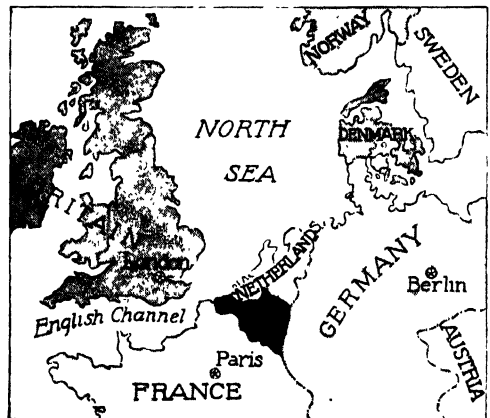 NORWAY
SWEDEN
NORTH
SEA
DENMARK
London
NETHERLANDS
GERMANY
Berlin
English Channel
Paris
FRANCE
AUSTRIA